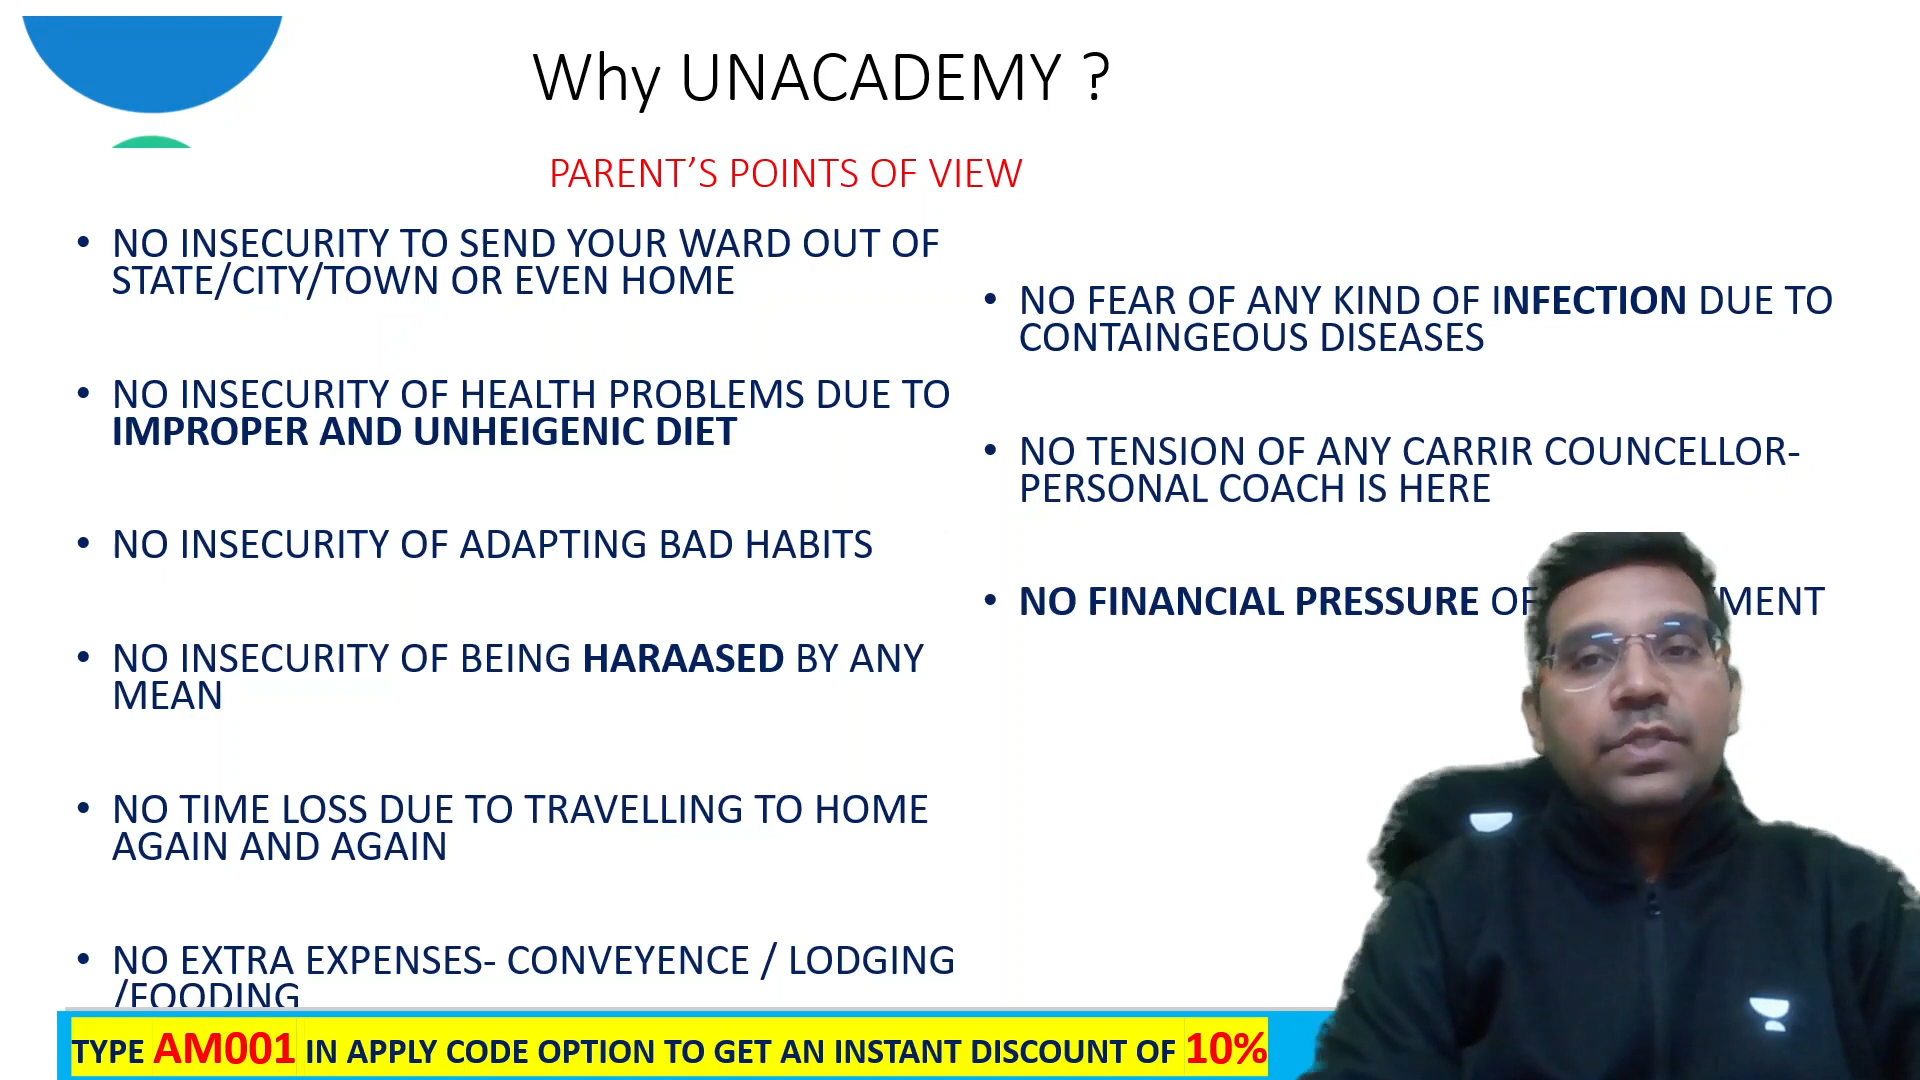 Why UNACADEMY ?
PARENT’S POINTS OF VIEW
• NO INSECURITY TO SEND YOUR WARD OUT OF
STATE/CITY/TOWN OR EVEN HOME
• NO INSECURITY OF HEALTH PROBLEMS DUE TO
IMPROPER AND UNHEIGENIC DIET
• NO INSECURITY OF ADAPTING BAD HABITS
• NO INSECURITY OF BEING HARAASED BY ANY
MEAN
• NO TIME LOSS DUE TO TRAVELLING TO HOME
AGAIN AND AGAIN
• NO EXTRA EXPENSES- CONVEYENCE / LODGING
/FOODING
• NO FEAR OF ANY KIND OF INFECTION DUE TO
CONTAINGEOUS DISEASES
• NO TENSION OF ANY CARRIR COUNCELLOR-
PERSONAL COACH IS HERE
• NO FINANCIAL PRESSURE OF
TYPE AM001 IN APPLY CODE OPTION TO GET AN INSTANT DISCOUNT OF 10%